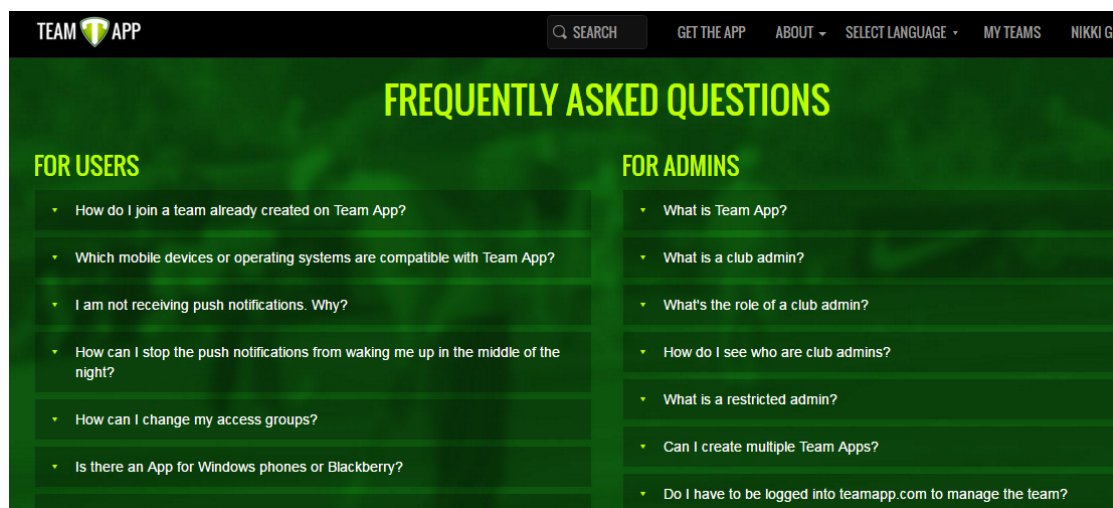 TEAM APP
SEARCH
GET THE APP
ABOUT
SELECT LANGUAGE
MY TEAMS
NIKKI G
FREQUENTLY ASKED QUESTIONS
FOR USERS
How do I join a team already created on Team App?
Which mobile devices or operating systems are compatible with Team App?
I am not receiving push notifications. Why?
How can I stop the push notifications from waking me up in the middle of the
night?
How can I change my access groups?
Is there an App for Windows phones or Blackberry?
FOR ADMINS
What is Team App?
What is a club admin?
What's the role of a club admin?
How do I see who are club admins?
What is a restricted admin?
Can I create multiple Team Apps?
Do I have to be logged into teamapp.com to manage the team?